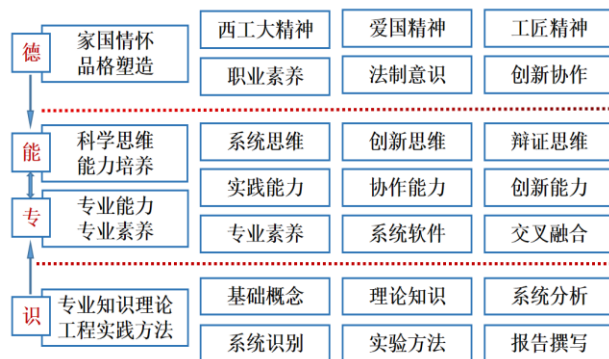 德
家国情怀
品格塑造
西工大精神
爱国精神
工匠精神
职业素养
法制意识
创新协作
能
科学思维
能力培养
系统思维
创新思维
辩证思维
实践能力
协作能力
创新能力
专
专业能力
专业素养
专业素养
系统软件
交叉融合
识
专业知识理论
工程实践方法
基础概念
理论知识
系统分析
系统识别
实验方法
报告撰写